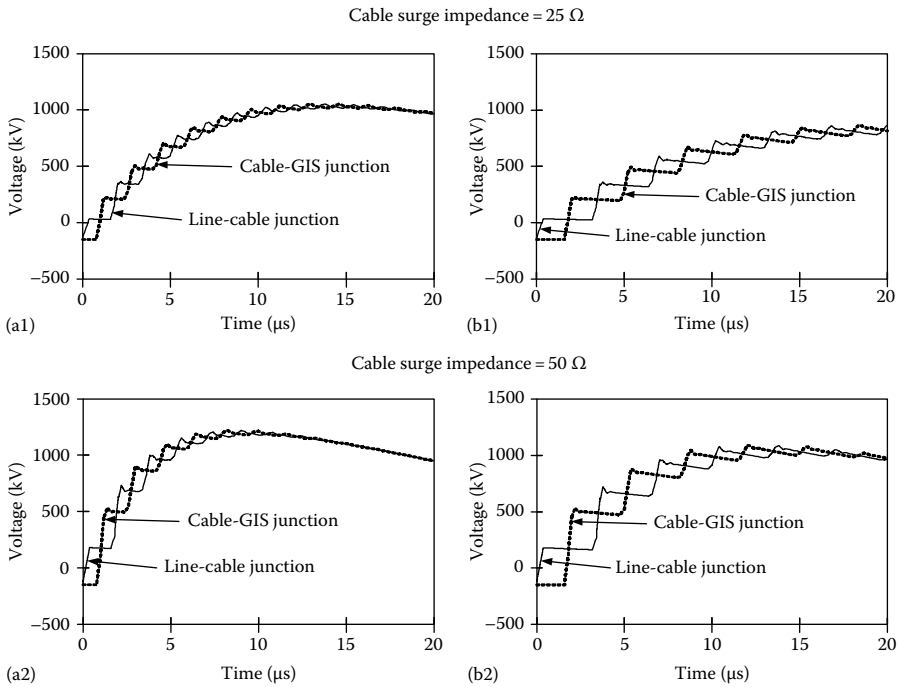 Cable surge impedance = 25 Ω
1500
1000
500
0
−500
Voltage (kV)
Cable-GIS junction
Line-cable junction
0
5
10
15
20
Time (μs)
(a1)
1500
1000
500
0
−500
Voltage (kV)
Cable-GIS junction
Line-cable junction
0
5
10
15
20
Time (μs)
(b1)
Cable surge impedance = 50 Ω
1500
1000
500
0
−500
Voltage (kV)
Cable-GIS junction
Line-cable junction
0
5
10
15
20
Time (μs)
(a2)
1500
1000
500
0
−500
Voltage (kV)
Cable-GIS junction
Line-cable junction
0
5
10
15
20
Time (μs)
(b2)